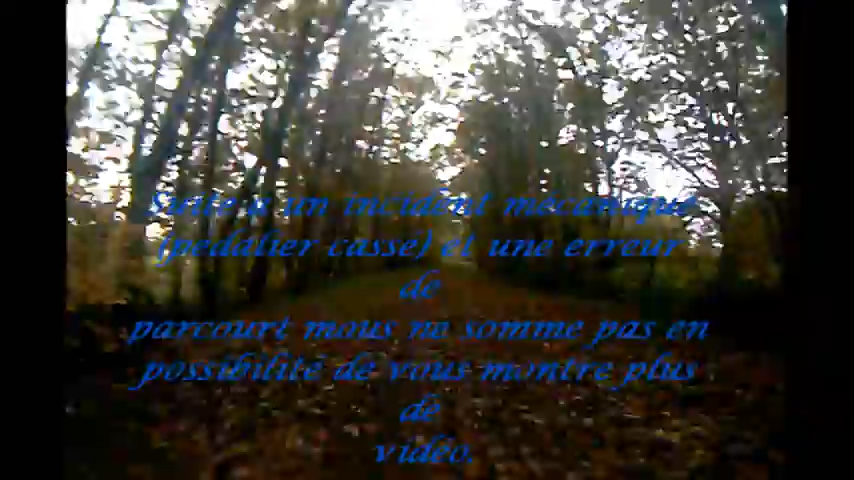 Suite a un incident mécanique
(pedalier casse) et une erreur
de
parcourt nous ne somme pas en
possibilité de vous montre plus
de
vidéo.